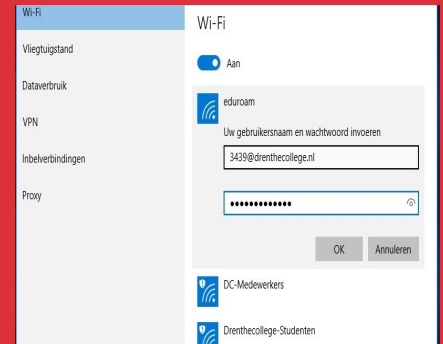 Wi-Fi
Vliegtuigstand
Dataverbruik
VPN
Inbelverbindingen
Proxy
Wi-Fi
Aan
eduroam
Uw gebruikersnaam en wachtwoord invoeren
3439@drenthecollege.nl
•••••••••••••
OK Annuleren
DC-Medewerkers
Drenthecollege-Studenten